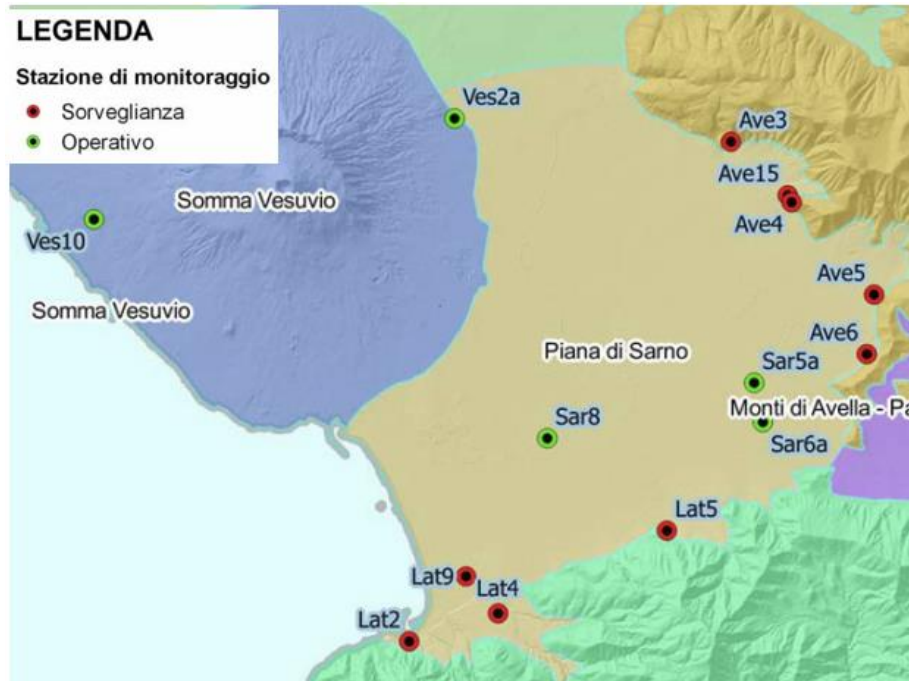 LEGENDA
Stazione di monitoraggio
Sorveglianza
Operativo
Ves2a
Ave3
Ave15
Somma Vesuvio
Ave4
Ves10
Ave5
Somma Vesuvio
Ave6
Piana di Sarno
Sar5a
Monti di Avella - Pa
Sar8
Sar6a
Lat5
Lat9
Lat4
Lat2